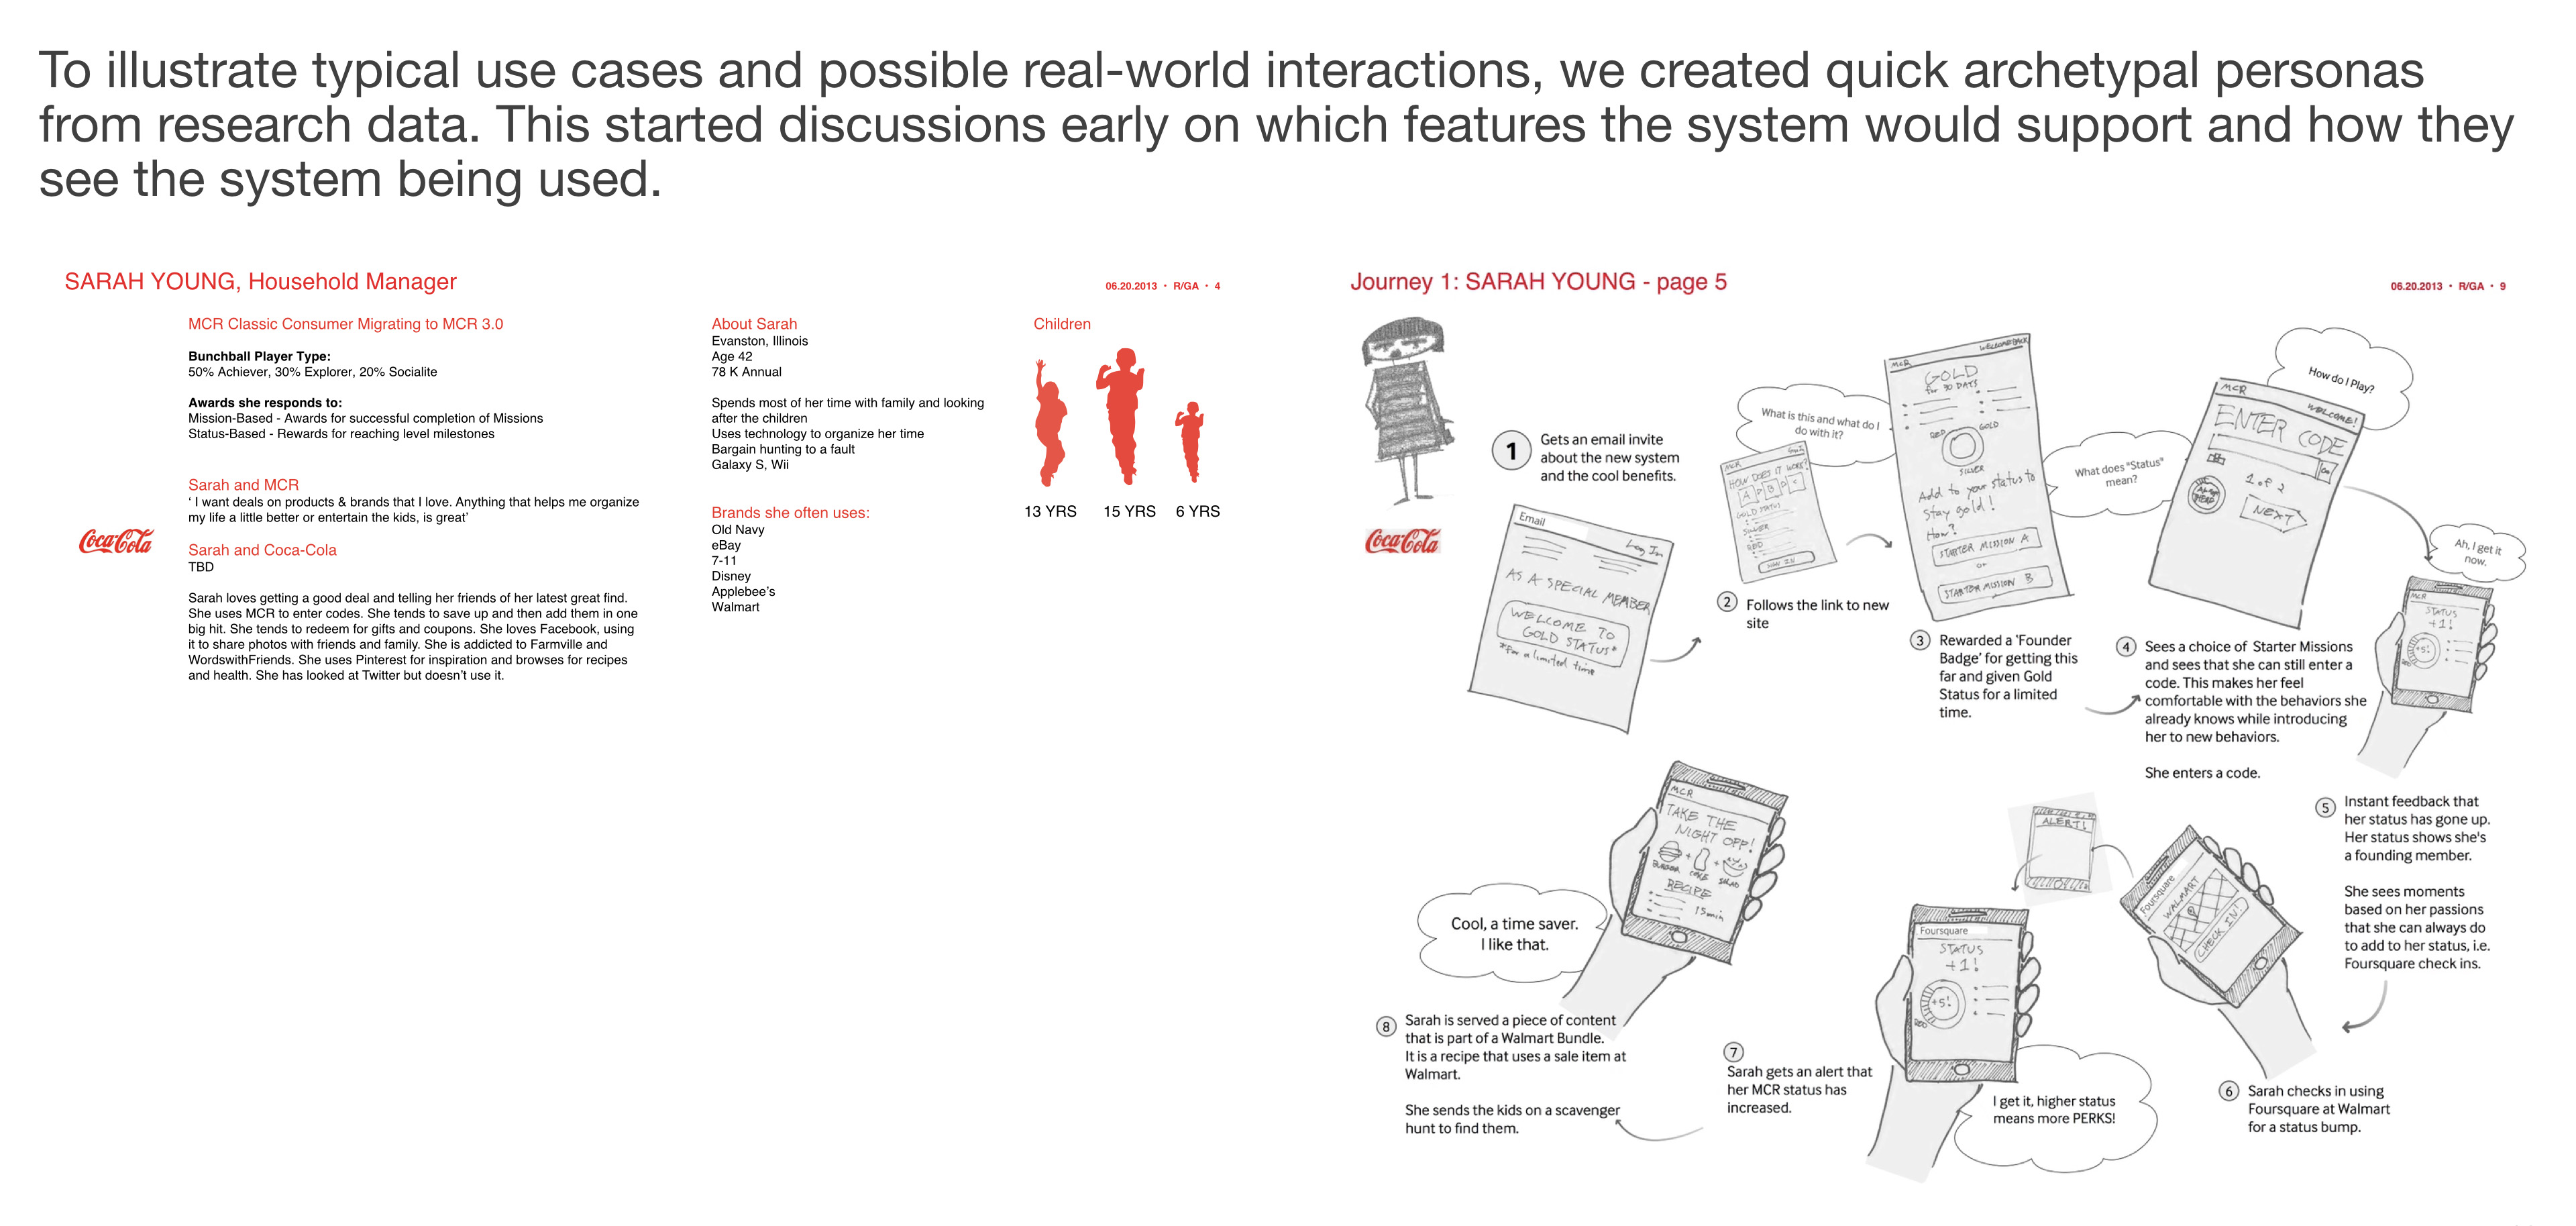 To illustrate typical use cases and possible real-world interactions, we created quick archetypal personas
from research data. This started discussions early on which features the system would support and how they
see the system being used.
SARAH YOUNG, Household Manager
06.20.2013 • R/GA • 4
MCR Classic Consumer Migrating to MCR 3.0
Bunchball Player Type:
50% Achiever, 30% Explorer, 20% Socialite
Awards she responds to:
Mission-Based - Awards for successful completion of Missions
Status-Based - Rewards for reaching level milestones
Sarah and MCR
‘ I want deals on products & brands that I love. Anything that helps me organize
my life a little better or entertain the kids, is great’
Coca-Cola
Sarah and Coca-Cola
TBD
Sarah loves getting a good deal and telling her friends of her latest great find.
She uses MCR to enter codes. She tends to save up and then add them in one
big hit. She tends to redeem for gifts and coupons. She loves Facebook, using
it to share photos with friends and family. She is addicted to Farmville and
WordswithFriends. She uses Pinterest for inspiration and browses for recipes
and health. She has looked at Twitter but doesn’t use it.
About Sarah
Evanston, Illinois
Age 42
78 K Annual
Spends most of her time with family and looking
after the children
Uses technology to organize her time
Bargain hunting to a fault
Galaxy S, Wii
Brands she often uses:
Old Navy
eBay
7-11
Disney
Applebee’s
Walmart
Children
13 YRS 15 YRS 6 YRS
Journey 1: SARAH YOUNG - page 5
06.20.2013 • R/GA • 9
Coca-Cola
1
Gets an email invite
about the new system
and the cool benefits.
Email
Log In
AS A SPECIAL MEMBER
WELCOME TO
GOLD STATUS*
*for a limited time
What is this and what do I
do with it?
MCR
HOW DOES IT WORK?
A B C
GOLD STATUS
SILVER
RED
2 Follows the link to new
site
MCR
WELCOME BACK
GOLD
for 30 DAYS
RED
GOLD
SILVER
Add to your status to
stay gold!
How?
STARTER MISSION A
or
STARTER MISSION B
3 Rewarded a ‘Founder
Badge’ for getting this
far and given Gold
Status for a limited
time.
What does "Status"
mean?
How do I Play?
MCR
WELCOME!
ENTER CODE
1 of 2
NEXT
4 Sees a choice of Starter Missions
and sees that she can still enter a
code. This makes her feel
comfortable with the behaviors she
already knows while introducing
her to new behaviors.
She enters a code.
Ah, I get it
now.
MCR
STATUS
+1!
+5!
5 Instant feedback that
her status has gone up.
Her status shows she's
a founding member.
She sees moments
based on her passions
that she can always do
to add to her status, i.e.
Foursquare check ins.
Foursquare
WALMART
CHECK IN!
6 Sarah checks in using
Foursquare at Walmart
for a status bump.
ALERT!
Foursquare
STATUS
+1!
+5!
RED
I get it, higher status
means more PERKS!
7
Sarah gets an alert that
her MCR status has
increased.
MCR
TAKE THE
NIGHT OFF!
BURGER COKE SALAD
RECIPE
15min
Cool, a time saver.
I like that.
8 Sarah is served a piece of content
that is part of a Walmart Bundle.
It is a recipe that uses a sale item at
Walmart.
She sends the kids on a scavenger
hunt to find them.